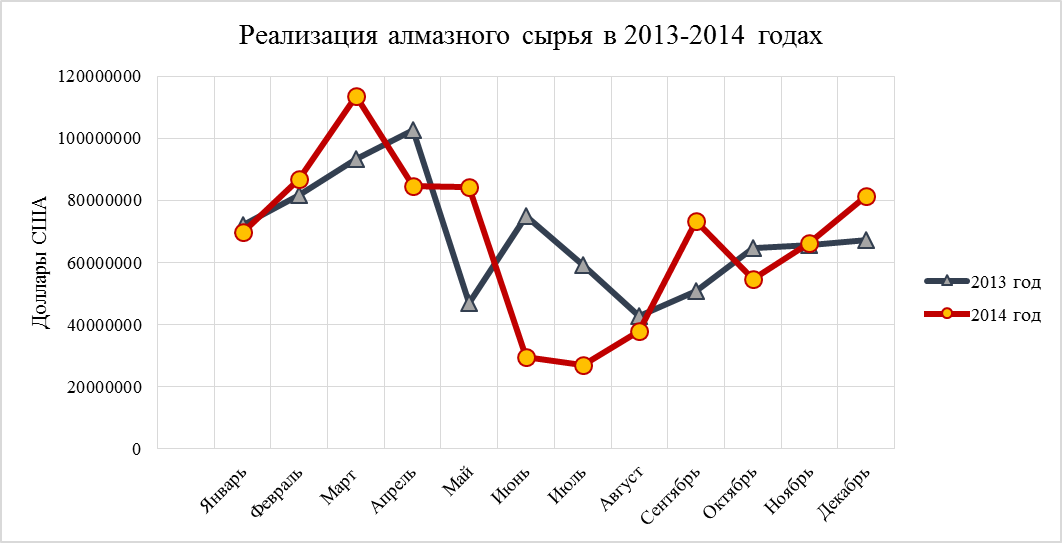 Реализация алмазного сырья в 2013-2014 годах
120000000
100000000
80000000
60000000
40000000
20000000
0
Доллары США
Январь
Февраль
Март
Апрель
Май
Июнь
Июль
Август
Сентябрь
Октябрь
Ноябрь
Декабрь
2013 год
2014 год